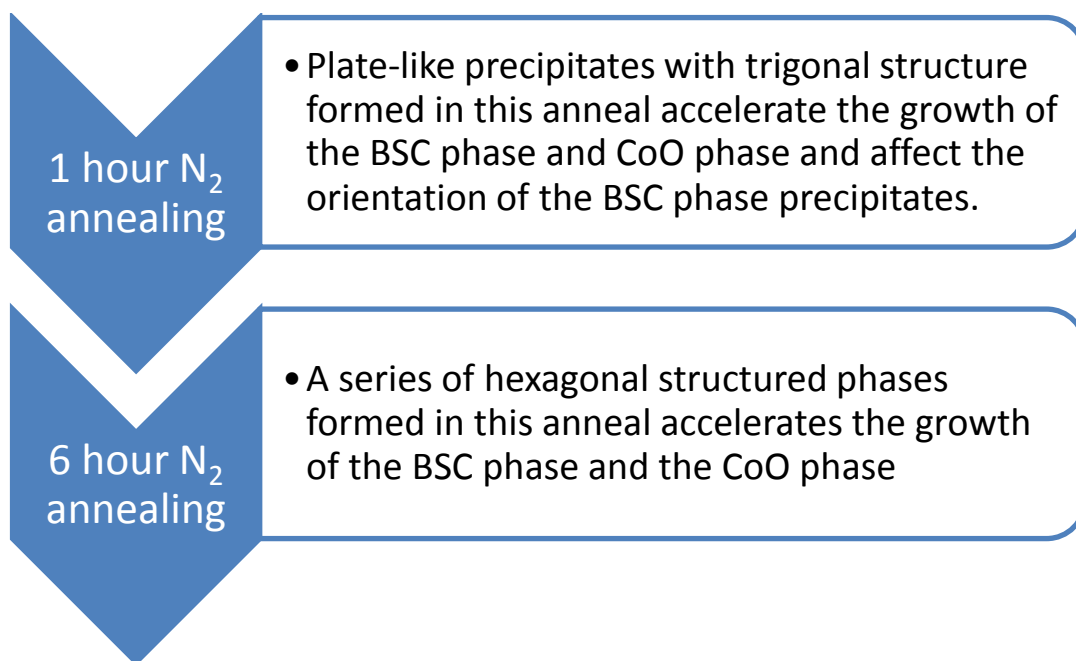 1 hour N₂
annealing
• Plate-like precipitates with trigonal structure
formed in this anneal accelerate the growth of
the BSC phase and CoO phase and affect the
orientation of the BSC phase precipitates.
6 hour N₂
annealing
• A series of hexagonal structured phases
formed in this anneal accelerates the growth
of the BSC phase and the CoO phase